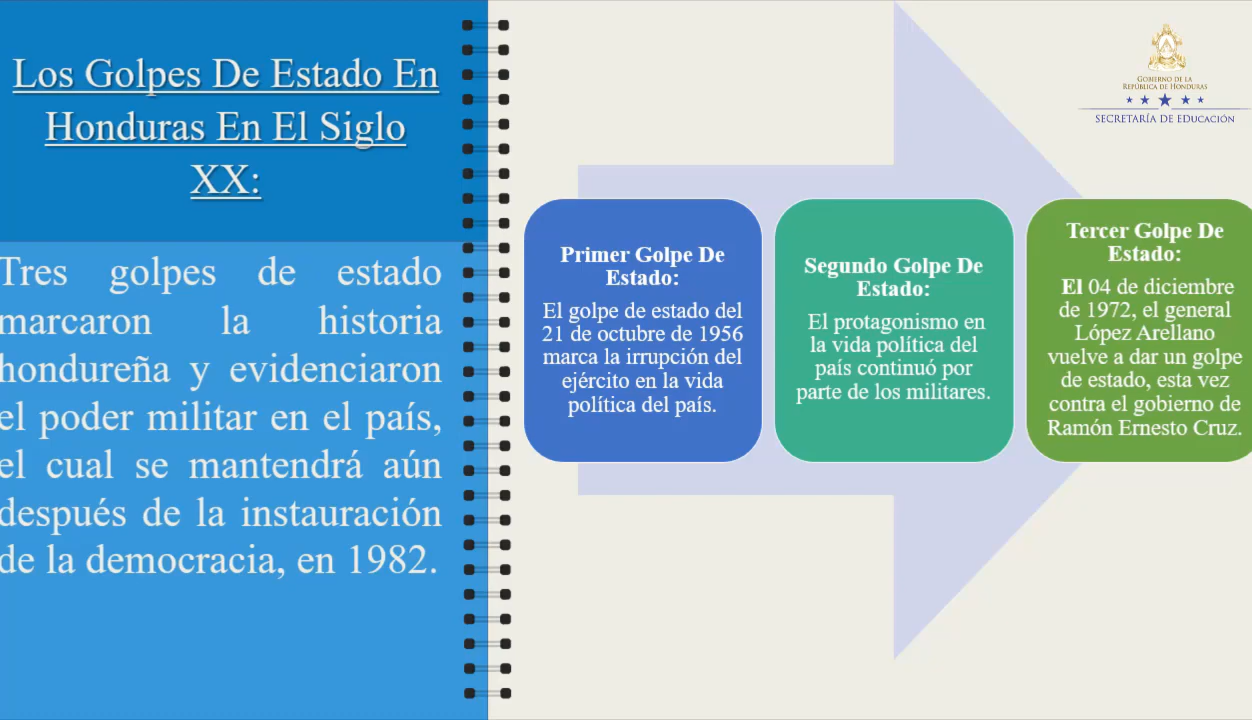 Los Golpes De Estado En
Honduras En El Siglo
XX:
Tres golpes de estado
marcaron la historia
hondureña y evidenciaron
el poder militar en el país,
el cual se mantendrá aún
después de la instauración
de la democracia, en 1982.
Primer Golpe De
Estado:
El golpe de estado del
21 de octubre de 1956
marca la irrupción del
ejército en la vida
política del país.
Segundo Golpe De
Estado:
El protagonismo en
la vida política del
país continuó por
parte de los militares.
Tercer Golpe De
Estado:
El 04 de diciembre
de 1972, el general
López Arellano
vuelve a dar un golpe
de estado, esta vez
contra el gobierno de
Ramón Ernesto Cruz.
GOBIERNO DE LA
REPÚBLICA DE HONDURAS
SECRETARÍA DE EDUCACIÓN